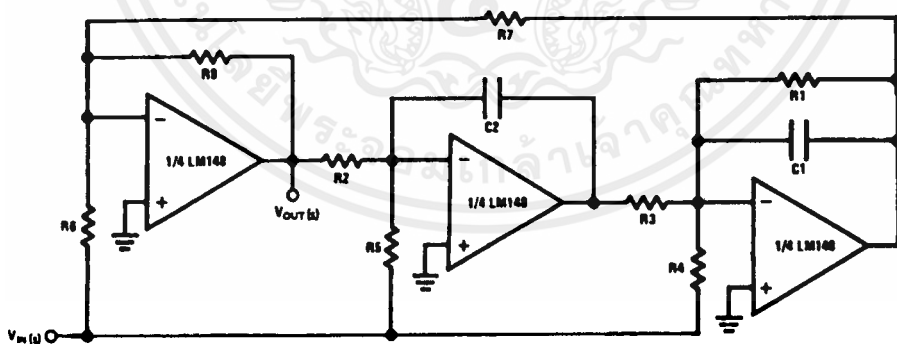 R7
R9
R1
C2
C1
1/4 LM148
R2
1/4 LM148
R3
VOUT(s)
R6
R5
R4
1/4 LM148
VIN(s)